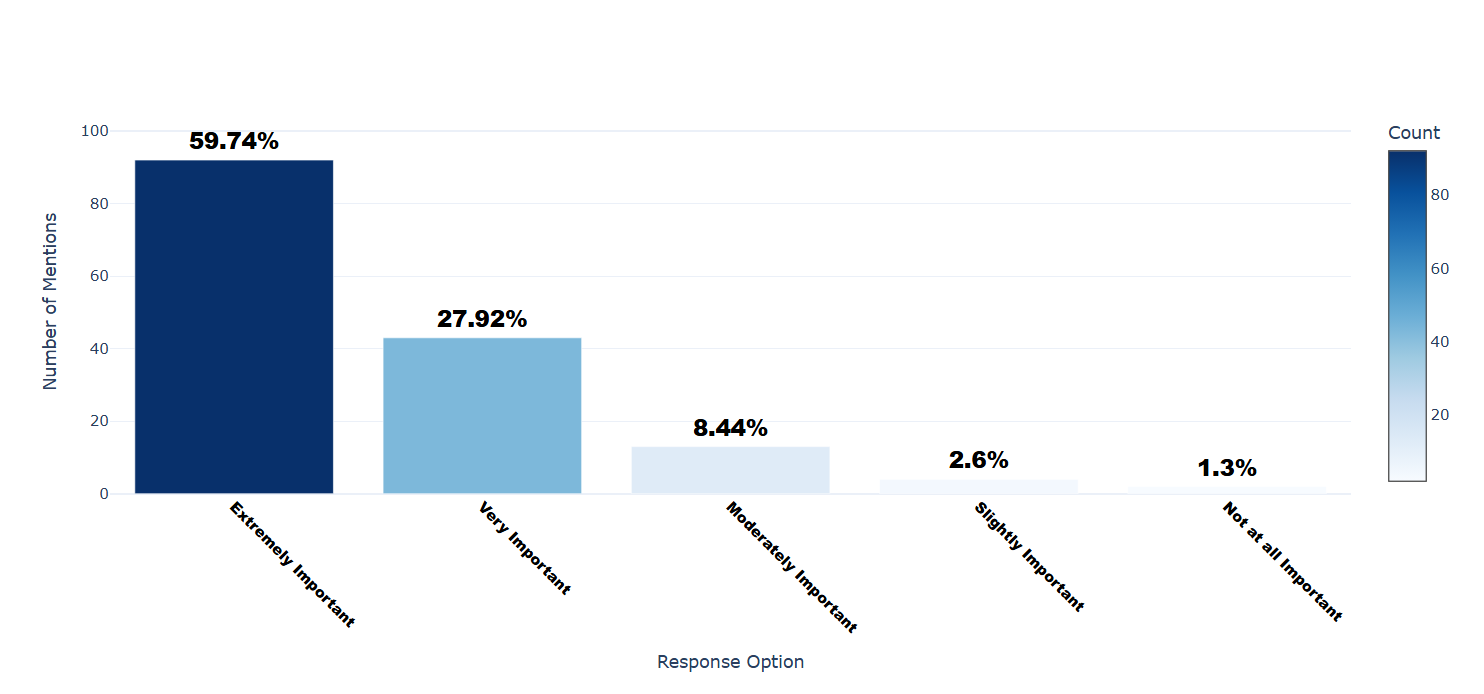 100
80
60
40
20
0
Number of Mentions
59.74%
27.92%
8.44%
2.6%
1.3%
Extremely Important
Very Important
Moderately Important
Slightly Important
Not at all Important
Response Option
Count
80
60
40
20